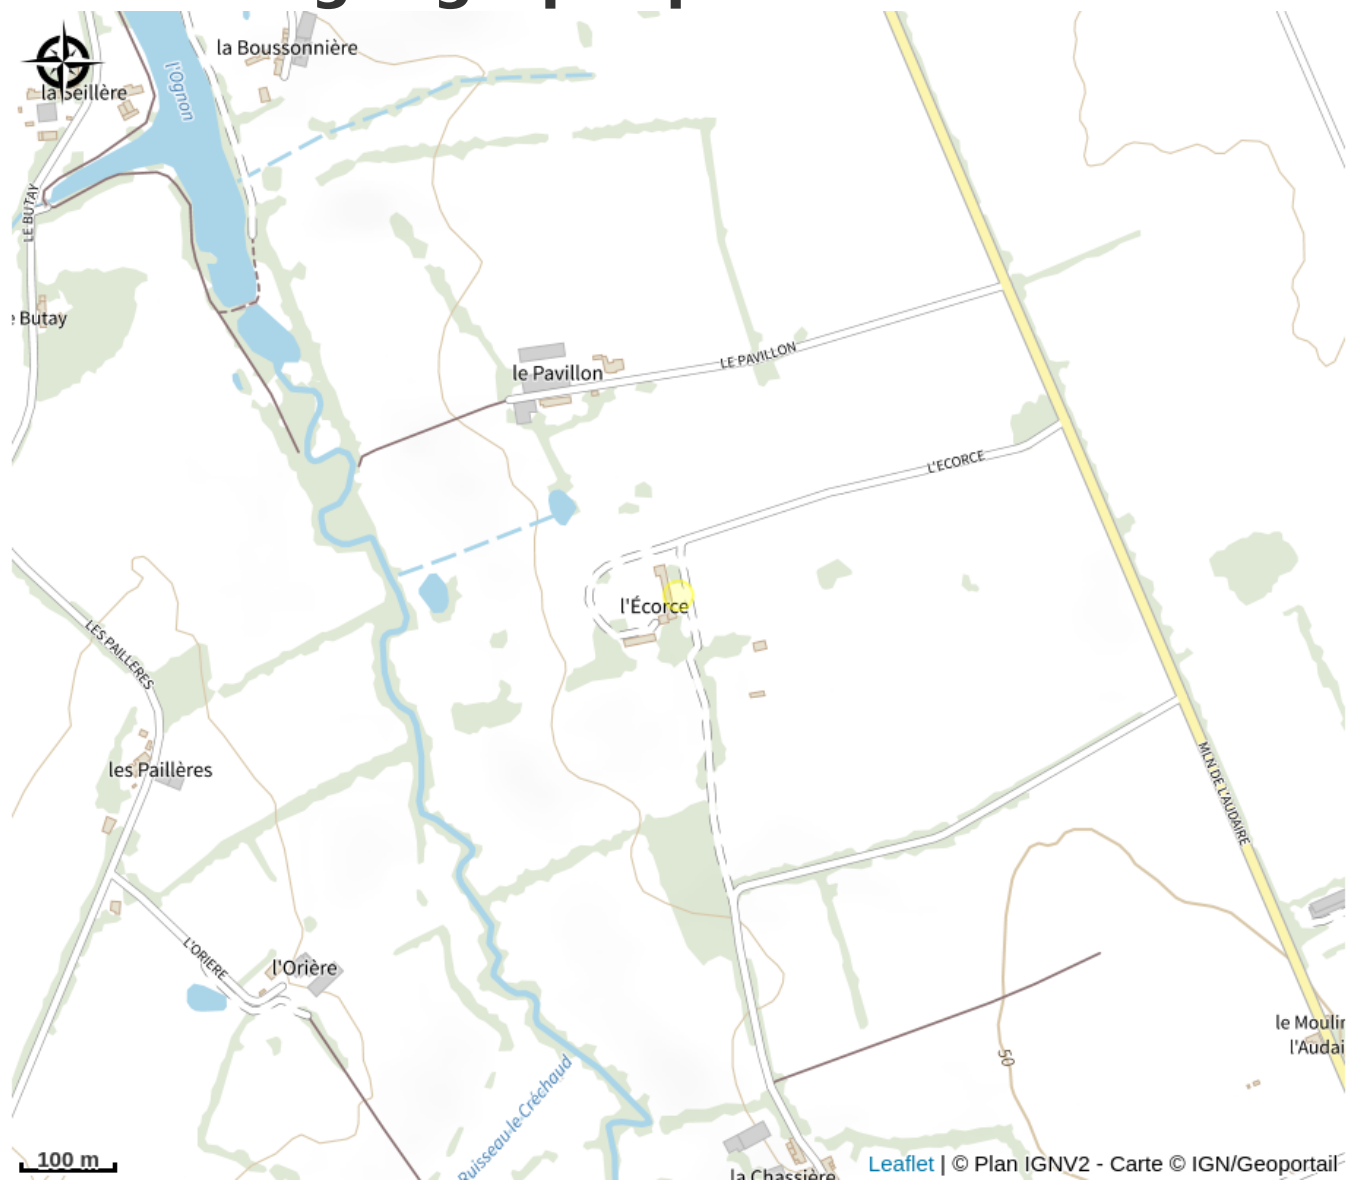 la Boussonnière
la Seillère
l'Ognon
LE BUTAY
Butay
le Pavillon
LE PAVILLON
L'ECORCE
l'Écorce
LES PAILLERES
les Paillères
MLN DE L'AUDAIRE
L'ORIERE
l'Orière
le Moulin
l'Audai
50
Ruisseau le Créchaud
la Chassière
100 m
Leaflet | © Plan IGNV2 - Carte © IGN/Geoportail